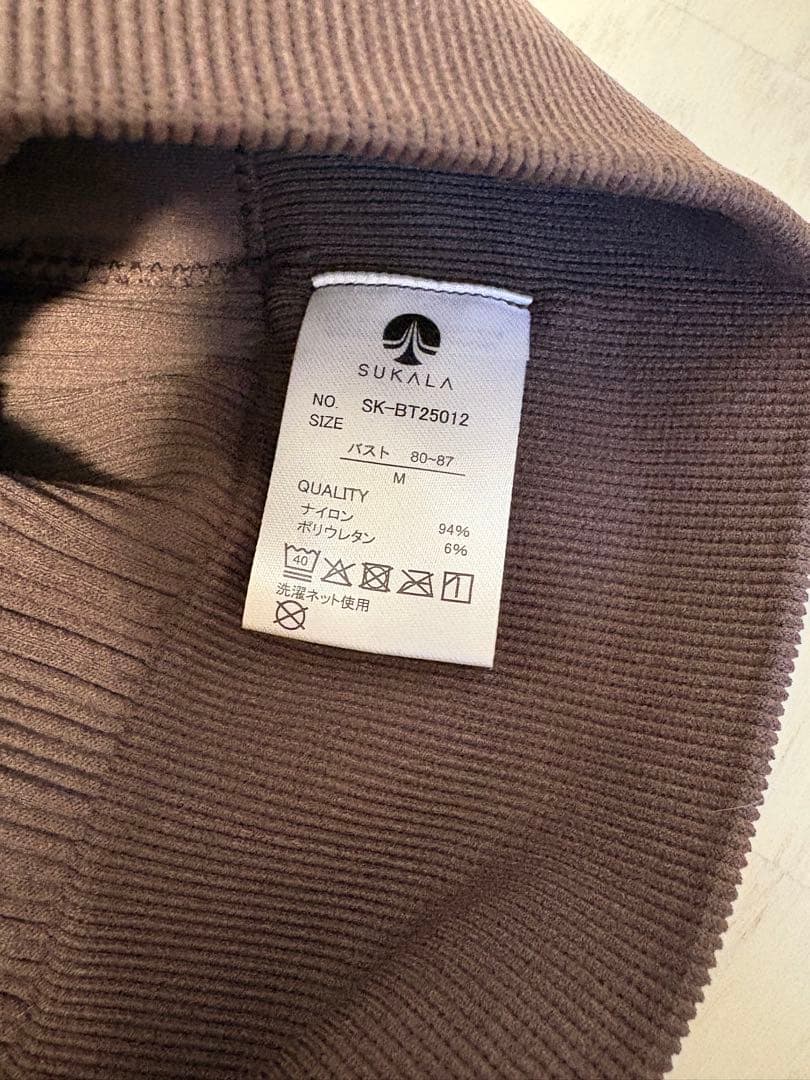 SUKALA
NO. SK-BT25012
SIZE
バスト 80~87
M
QUALITY
ナイロン 94%
ポリウレタン 6%
40
洗濯ネット使用